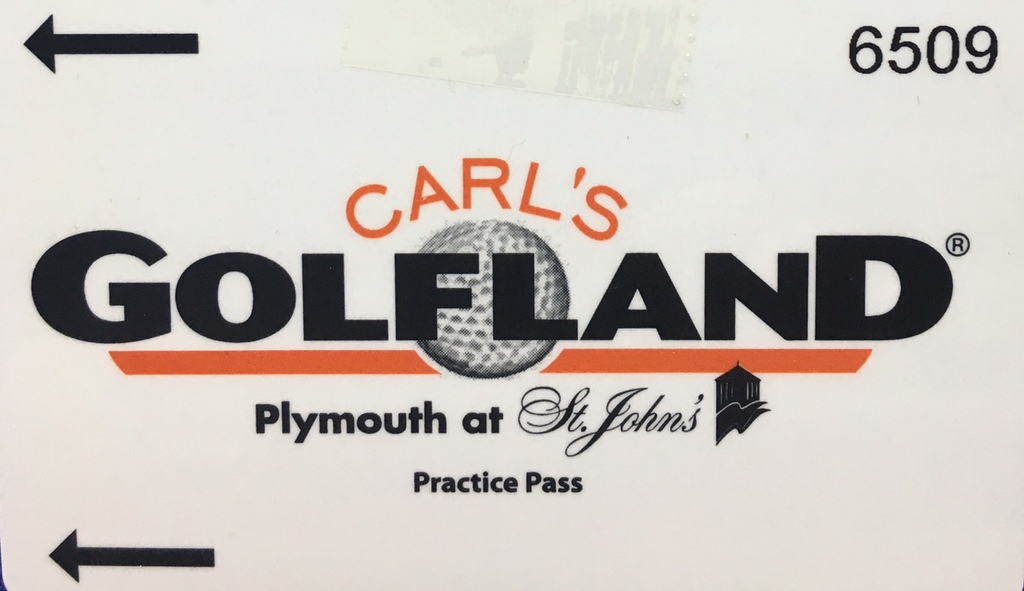 6509
CARL'S
GOLFLAND®
Plymouth at St. John's
Practice Pass